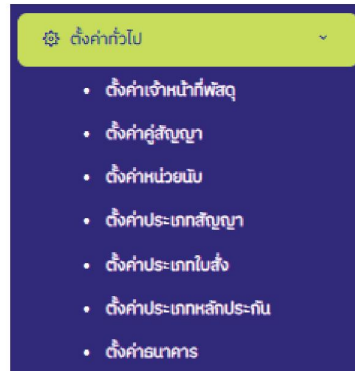 ตั้งค่าทั่วไป
ตั้งค่าเจ้าหน้าที่พัสดุ
ตั้งค่าคู่สัญญา
ตั้งค่าหน่วยนับ
ตั้งค่าประเภทสัญญา
ตั้งค่าประเภทใบสั่ง
ตั้งค่าประเภทหลักประกัน
ตั้งค่าธนาคาร